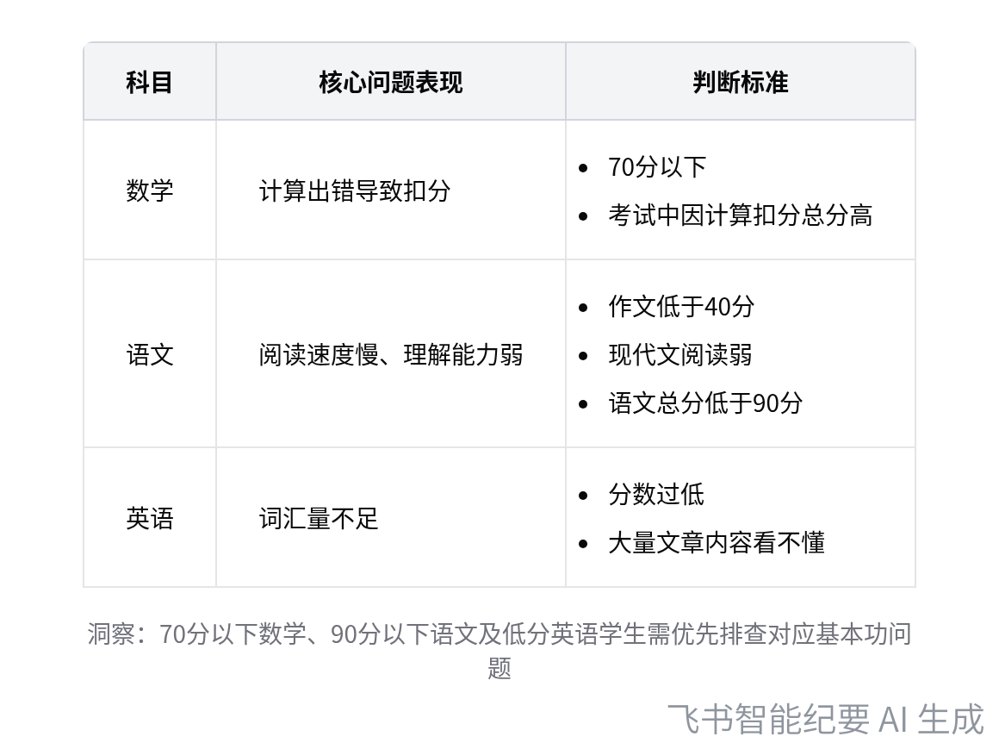 科目 核心问题表现 判断标准
数学 计算出错导致扣分
• 70分以下
• 考试中因计算扣分总分高
语文 阅读速度慢、理解能力弱
• 作文低于40分
• 现代文阅读弱
• 语文总分低于90分
英语 词汇量不足
• 分数过低
• 大量文章内容看不懂
洞察：70分以下数学、90分以下语文及低分英语学生需优先排查对应基本功问
题
飞书智能纪要 AI 生成